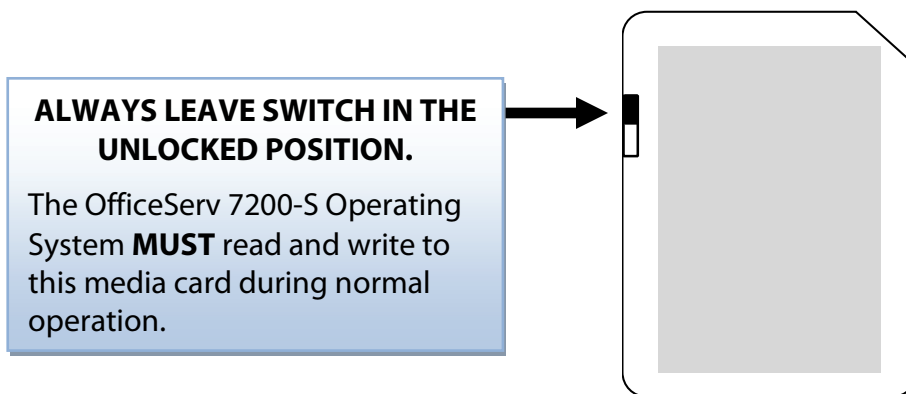 ALWAYS LEAVE SWITCH IN THE
UNLOCKED POSITION.
The OfficeServ 7200-S Operating
System MUST read and write to
this media card during normal
operation.